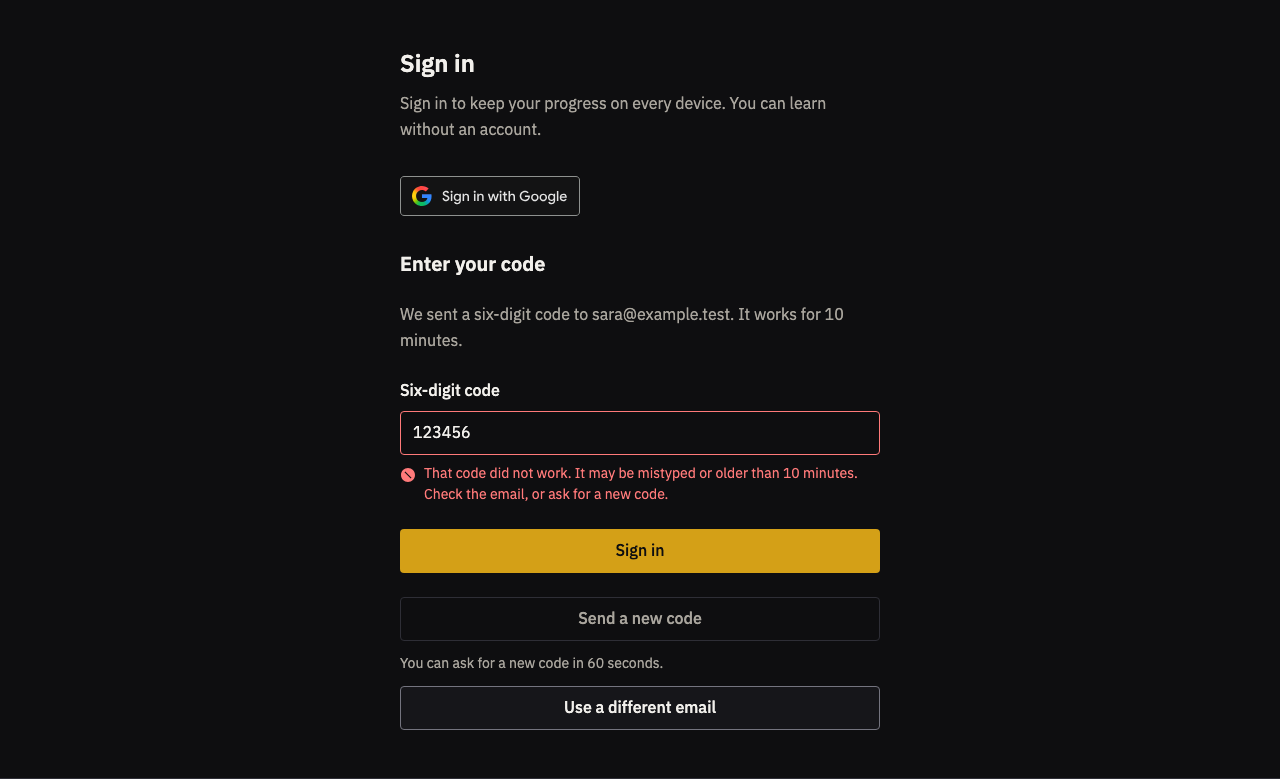 Sign in
Sign in to keep your progress on every device. You can learn
without an account.
Sign in with Google
Enter your code
We sent a six-digit code to sara@example.test. It works for 10
minutes.
Six-digit code
123456
That code did not work. It may be mistyped or older than 10 minutes.
Check the email, or ask for a new code.
Sign in
Send a new code
You can ask for a new code in 60 seconds.
Use a different email